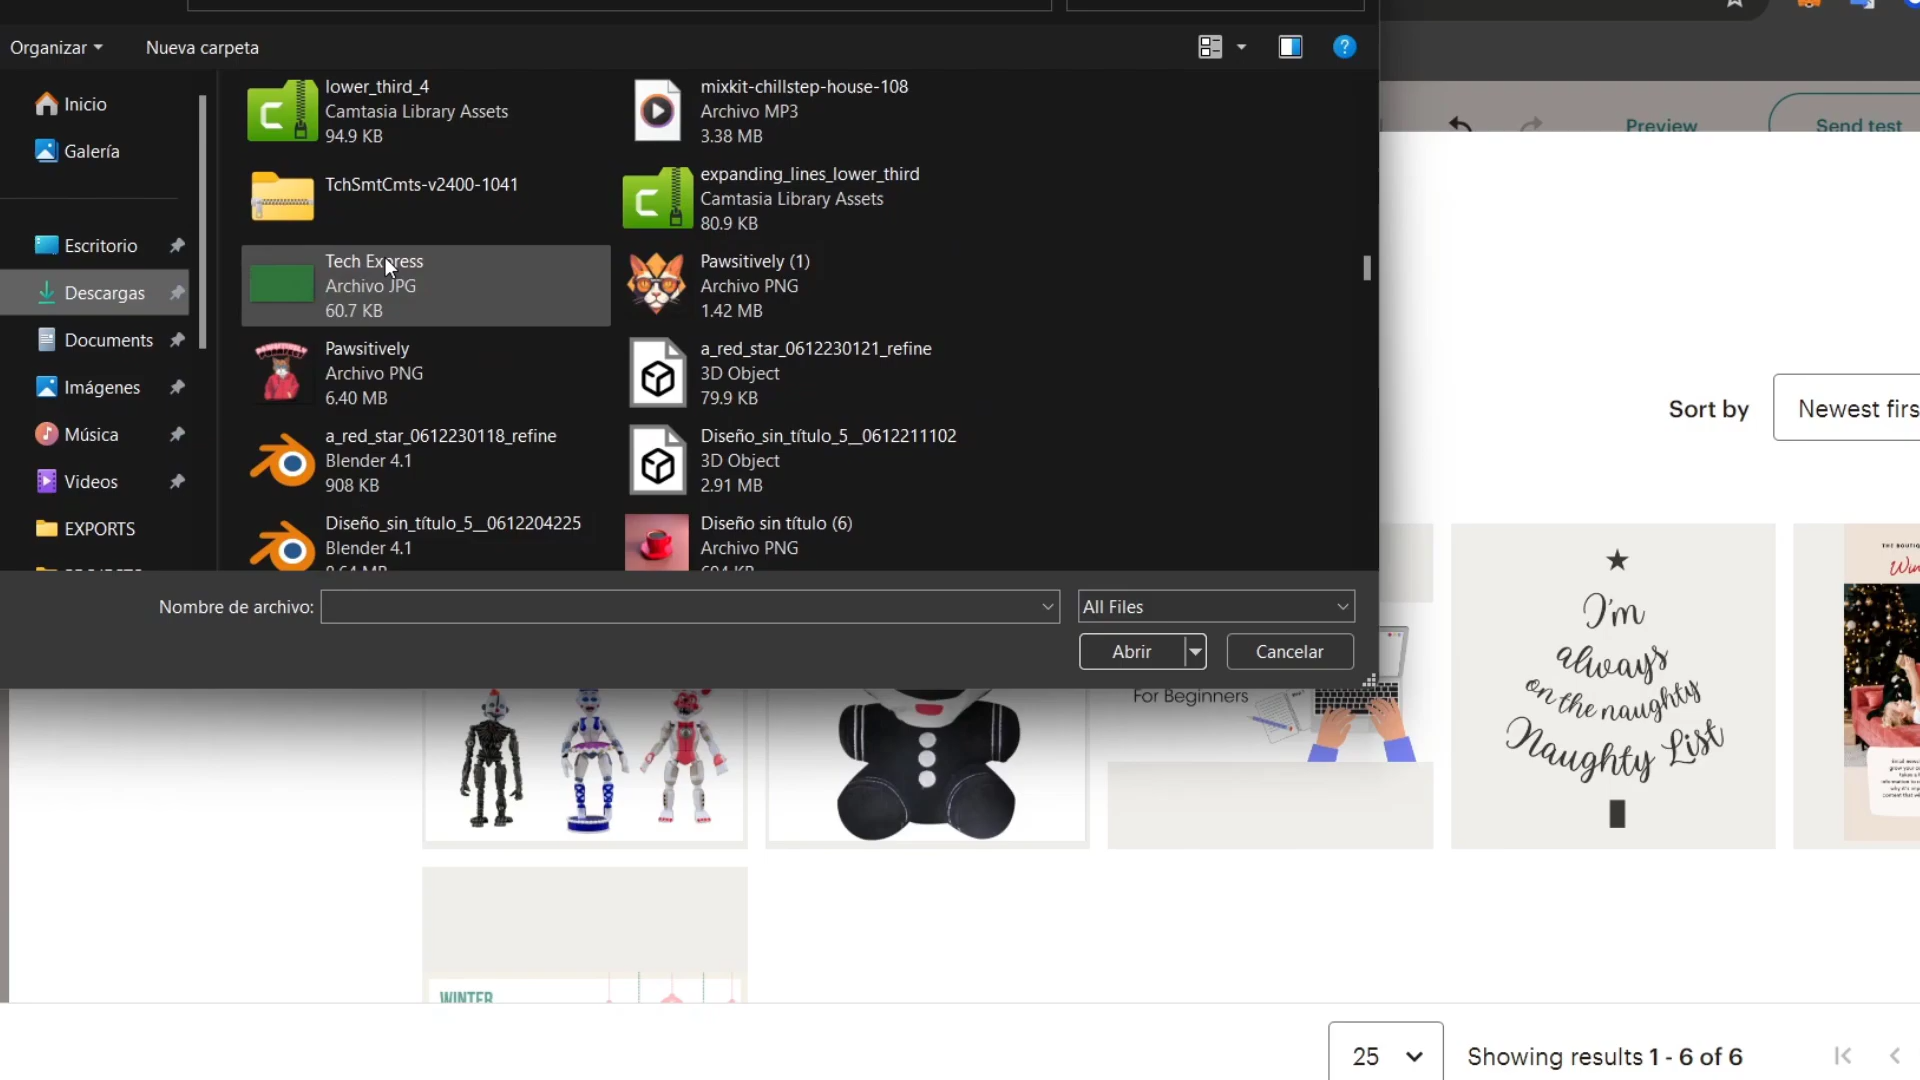 Organizar
Nueva carpeta
Inicio
Galería
Escritorio
Descargas
Documents
Imágenes
Música
Videos
EXPORTS
lower_third_4
Camtasia Library Assets
94.9 KB
mixkit-chillstep-house-108
Archivo MP3
3.38 MB
TchSmtCmts-v2400-1041
expanding_lines_lower_third
Camtasia Library Assets
80.9 KB
Tech Express
Archivo JPG
60.7 KB
Pawsitively (1)
Archivo PNG
1.42 MB
Pawsitively
Archivo PNG
6.40 MB
a_red_star_0612230121_refine
3D Object
79.9 KB
a_red_star_0612230118_refine
Blender 4.1
908 KB
Diseño_sin_título_5__0612211102
3D Object
2.91 MB
Diseño_sin_título_5__0612204225
Blender 4.1
Diseño sin título (6)
Archivo PNG
Nombre de archivo:
All Files
Abrir
Cancelar
Preview
Send test
Sort by
Newest firs
For Beginners
I'm
always
on the naughty
Naughty List
THE BOUTIQ
Win
WINTER
25
Showing results 1 - 6 of 6